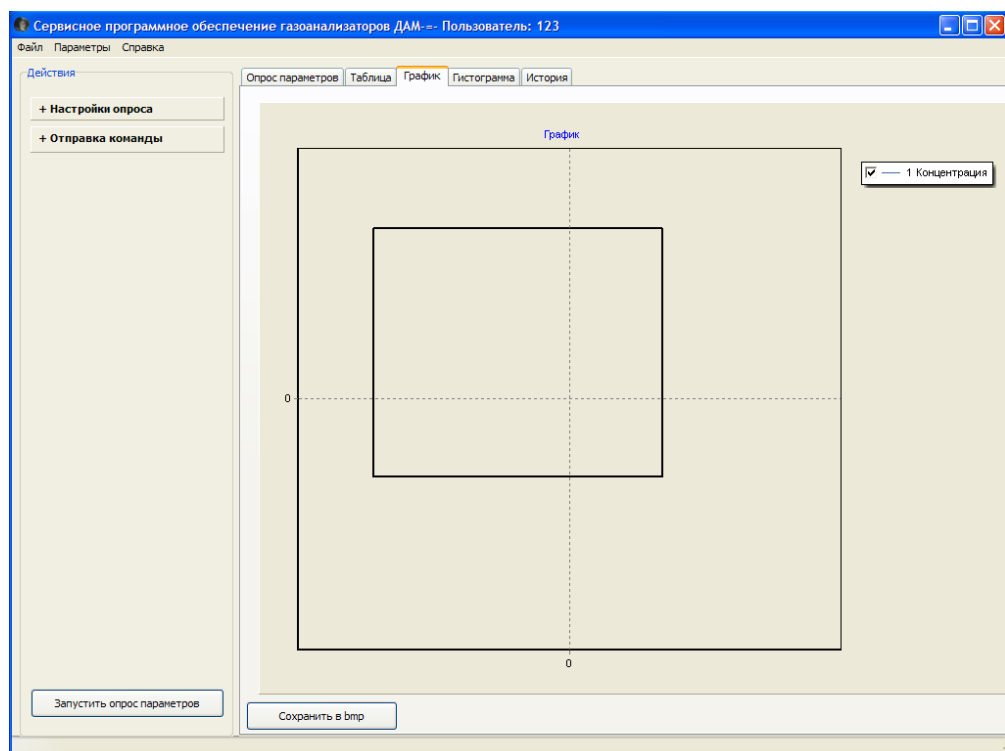 Сервисное программное обеспечение газоанализаторов ДАМ-=- Пользователь: 123
Файл Параметры Справка
Действия
+ Настройки опроса
+ Отправка команды
Запустить опрос параметров
Опрос параметров Таблица График Гистограмма История
График
1 Концентрация
0
0
Сохранить в bmp